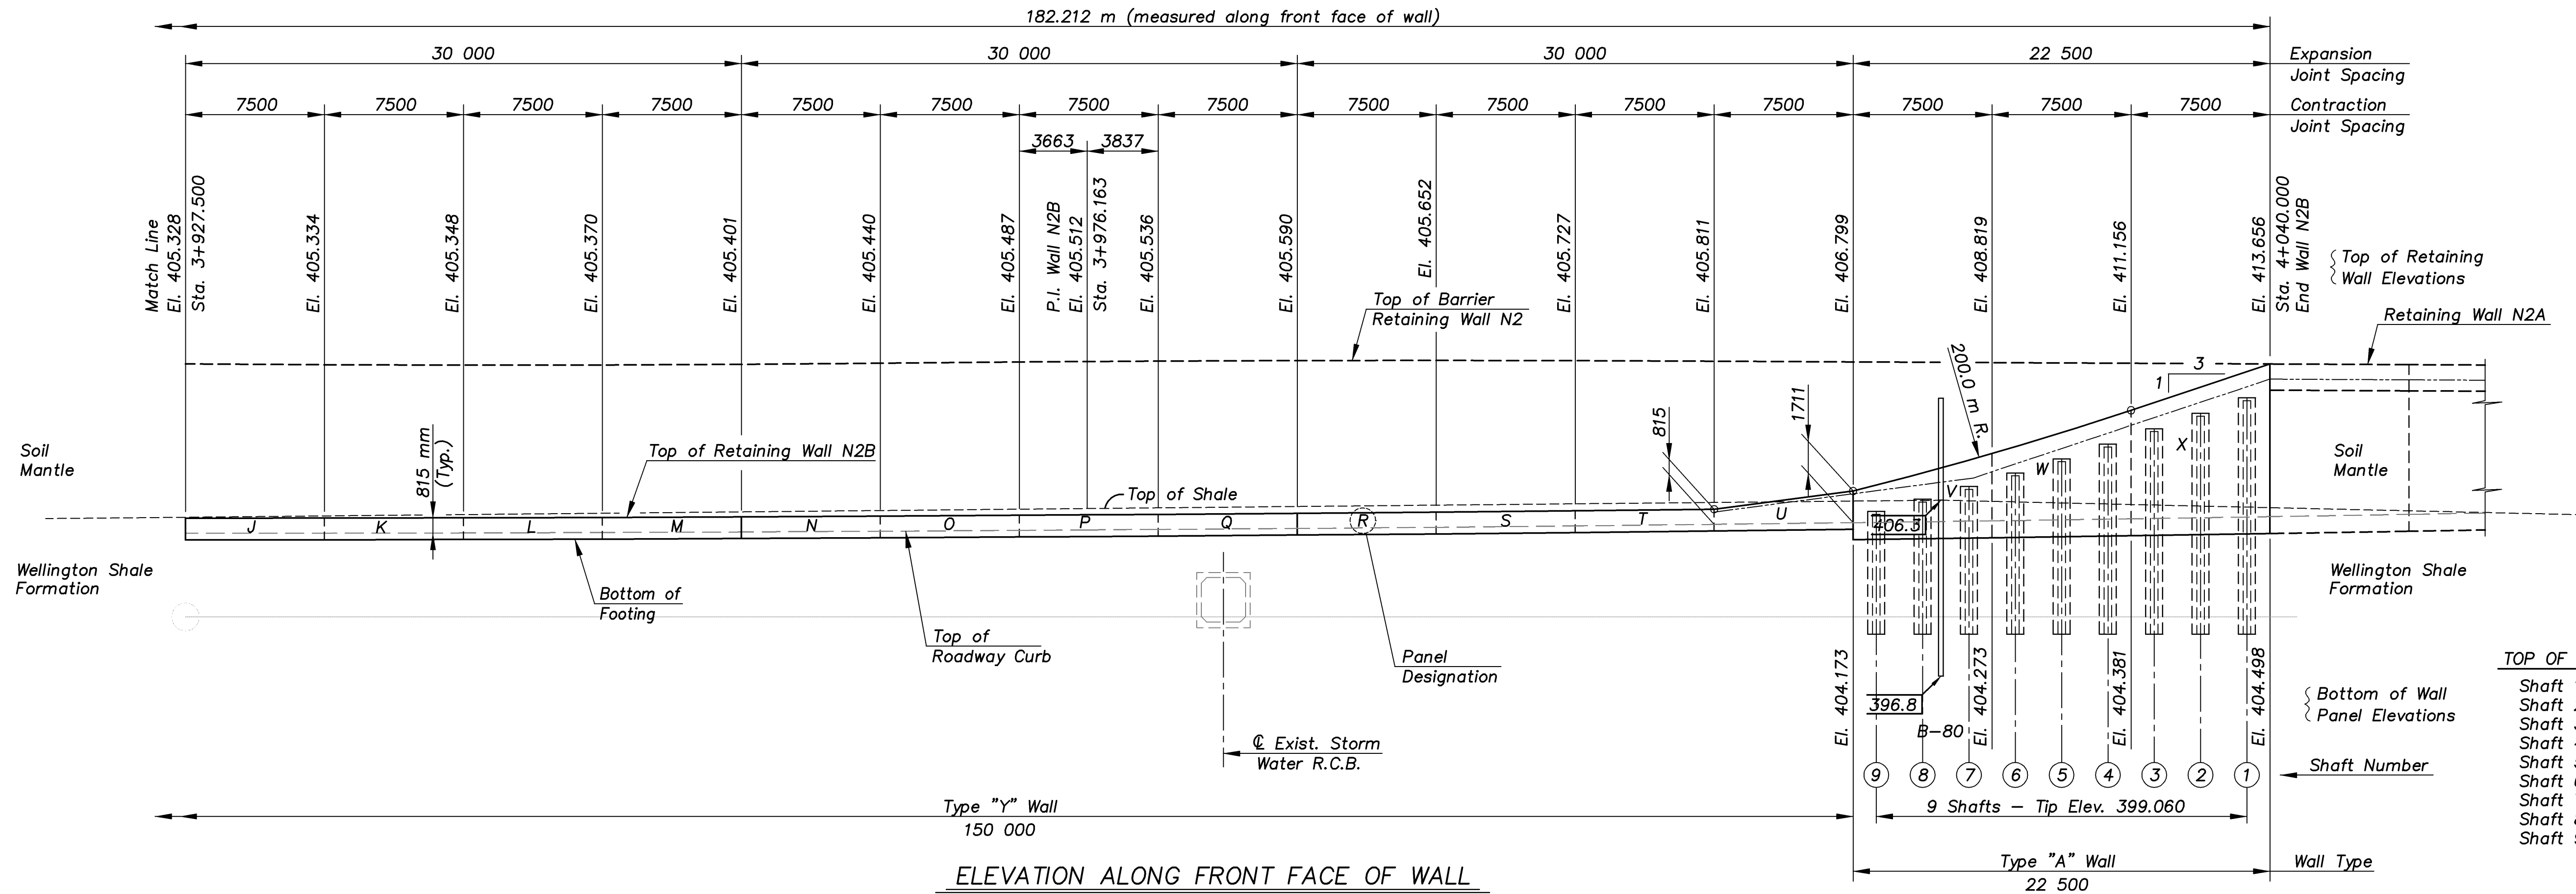 182.212 m (measured along front face of wall)
30 000 30 000 30 000 22 500 Expansion
Joint Spacing
7500 7500 7500 7500 7500 7500 7500 7500 7500 7500 7500 7500 7500 7500 7500 Contraction
Joint Spacing
3663 3837
Match Line
El. 405.328
Sta. 3+927.500
El. 405.334
El. 405.348
El. 405.370
El. 405.401
El. 405.440
El. 405.487
P.I. Wall N2B
El. 405.512
Sta. 3+976.163
El. 405.536
El. 405.590
El. 405.652
El. 405.727
El. 405.811
El. 406.799
El. 408.819
El. 411.156
El. 413.656
Sta. 4+040.000
End Wall N2B
Top of Retaining
Wall Elevations
Top of Barrier
Retaining Wall N2
Retaining Wall N2A
200.0 m R.
3
1
815
1711
Soil
Mantle
815 mm
(Typ.)
Top of Retaining Wall N2B
Top of Shale
Soil
Mantle
J K L M N O P Q R S T U V W X
406.3
Wellington Shale
Formation
Bottom of
Footing
Top of
Roadway Curb
Panel
Designation
Wellington Shale
Formation
℄ Exist. Storm
Water R.C.B.
396.8
B-80
El. 404.173
El. 404.273
El. 404.381
El. 404.498
Bottom of Wall
Panel Elevations
9 8 7 6 5 4 3 2 1 Shaft Number
TOP OF
Shaft
Shaft
Shaft
Shaft
Shaft
Shaft
Shaft
Shaft
Shaft
Type "Y" Wall
150 000
9 Shafts - Tip Elev. 399.060
Type "A" Wall Wall Type
22 500
ELEVATION ALONG FRONT FACE OF WALL